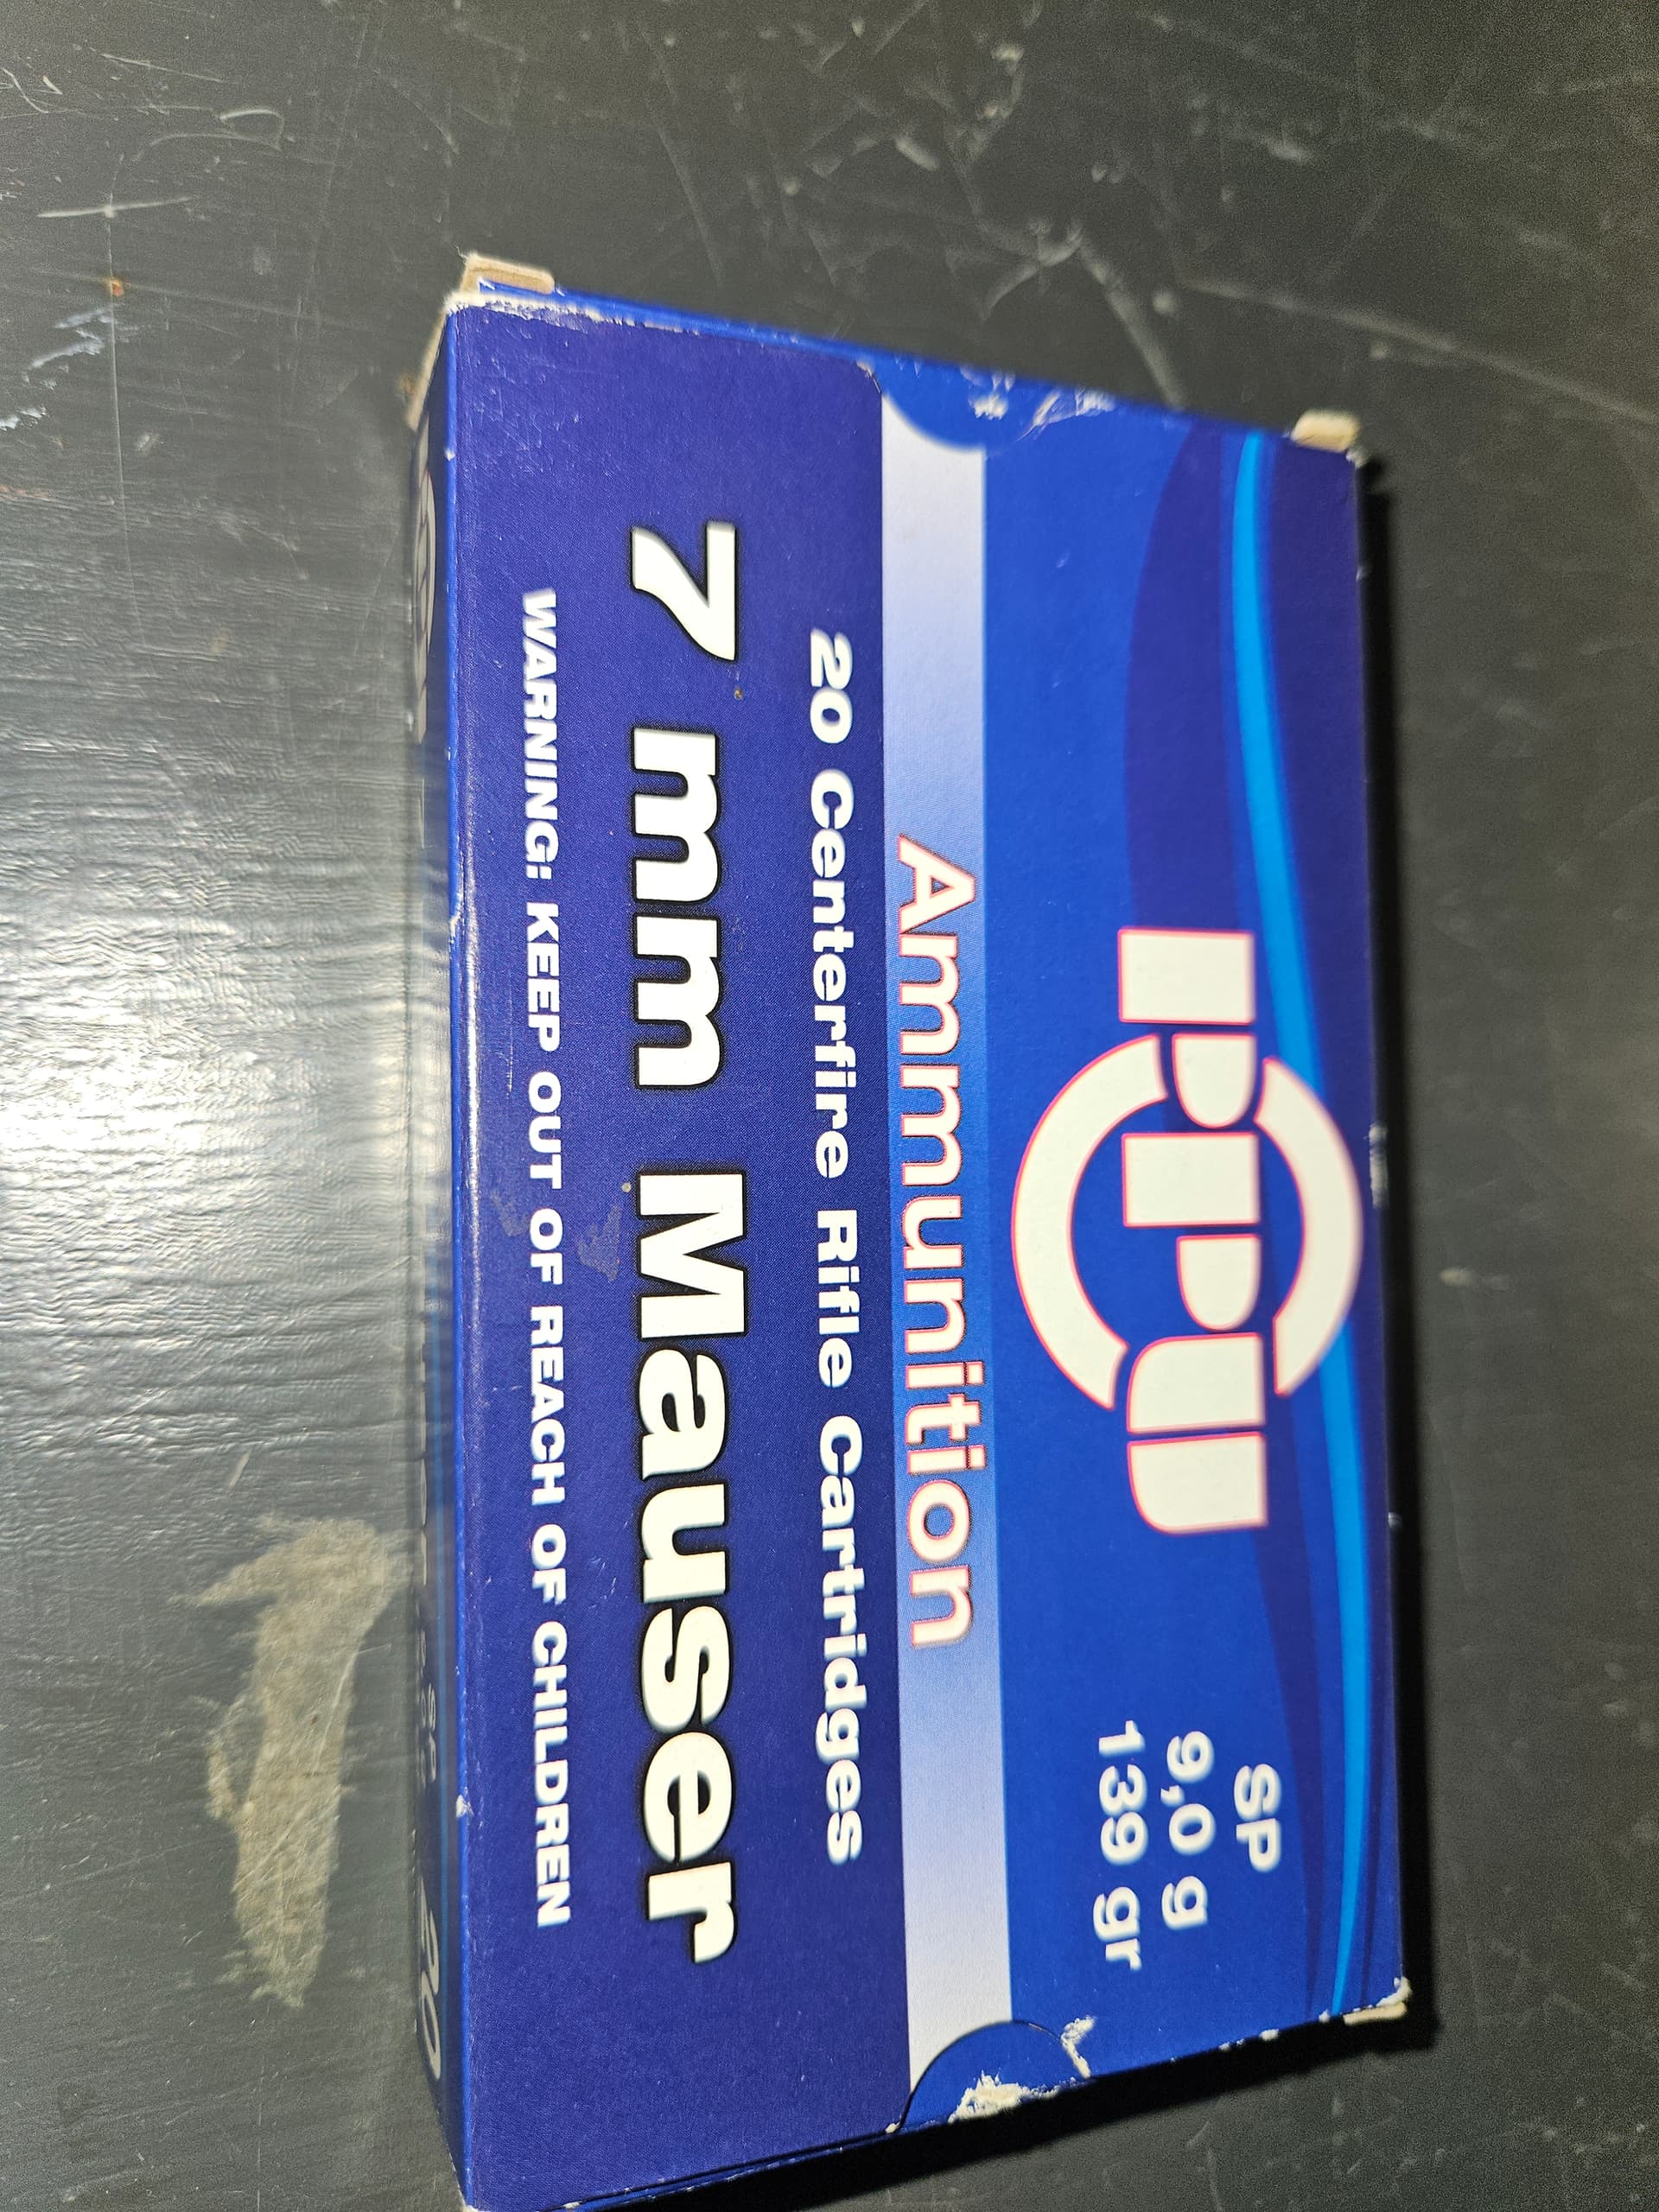 PPU
SP
9,0 g
139 gr
Ammunition
20 Centerfire Rifle Cartridges
7 mm Mauser
WARNING: KEEP OUT OF REACH OF CHILDREN